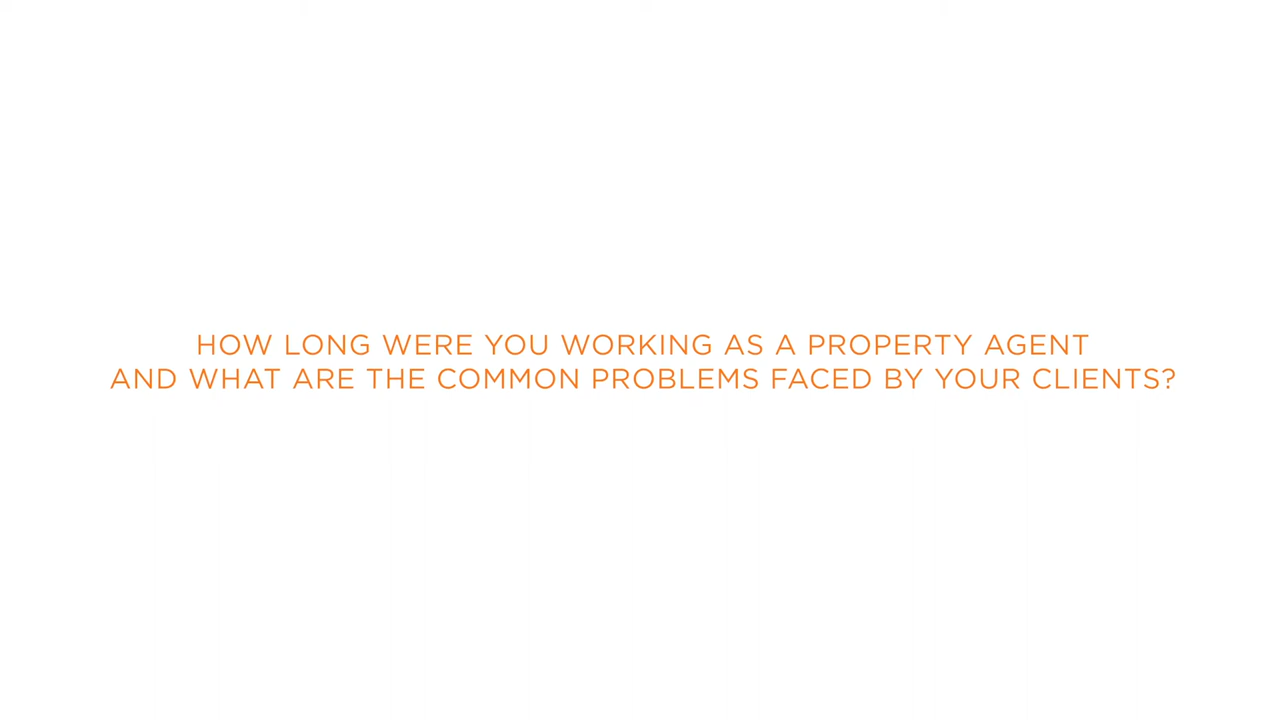 HOW LONG WERE YOU WORKING AS A PROPERTY AGENT
AND WHAT ARE THE COMMON PROBLEMS FACED BY YOUR CLIENTS?